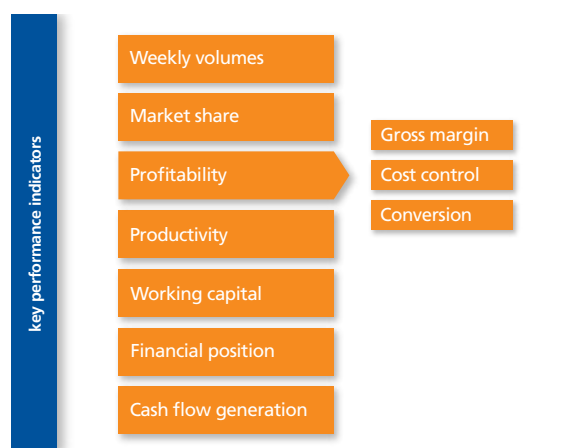 key performance indicators
Weekly volumes
Market share
Profitability
Gross margin
Cost control
Conversion
Productivity
Working capital
Financial position
Cash flow generation